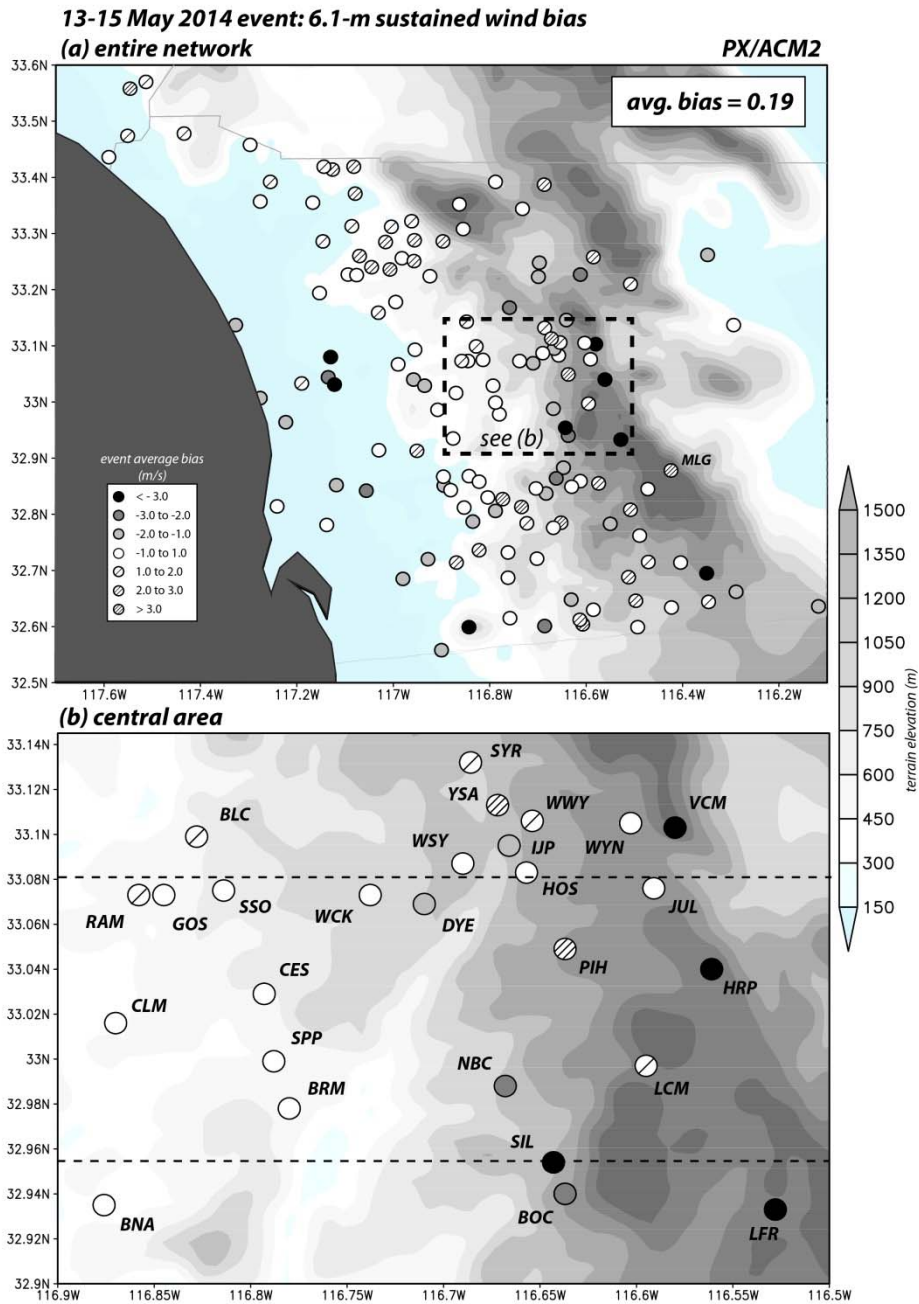 13-15 May 2014 event: 6.1-m sustained wind bias
(a) entire network
PX/ACM2
33.6N
33.5N
33.4N
33.3N
33.2N
33.1N
33N
32.9N
32.8N
32.7N
32.6N
32.5N
avg. bias = 0.19
see (b)
MLG
event average bias
(m/s)
< - 3.0
-3.0 to -2.0
-2.0 to -1.0
-1.0 to 1.0
1.0 to 2.0
2.0 to 3.0
> 3.0
117.6W
117.4W
117.2W
117W
116.8W
116.6W
116.4W
116.2W
1500
1350
1200
1050
900
750
600
450
300
150
terrain elevation (m)
(b) central area
33.14N
33.12N
33.1N
33.08N
33.06N
33.04N
33.02N
33N
32.98N
32.96N
32.94N
32.92N
32.9N
SYR
YSA
WWY
VCM
BLC
WSY
IJP
WYN
HOS
RAM
GOS
SSO
WCK
DYE
JUL
PIH
CES
HRP
CLM
SPP
NBC
LCM
BRM
SIL
BNA
BOC
LFR
116.9W
116.85W
116.8W
116.75W
116.7W
116.65W
116.6W
116.55W
116.5W